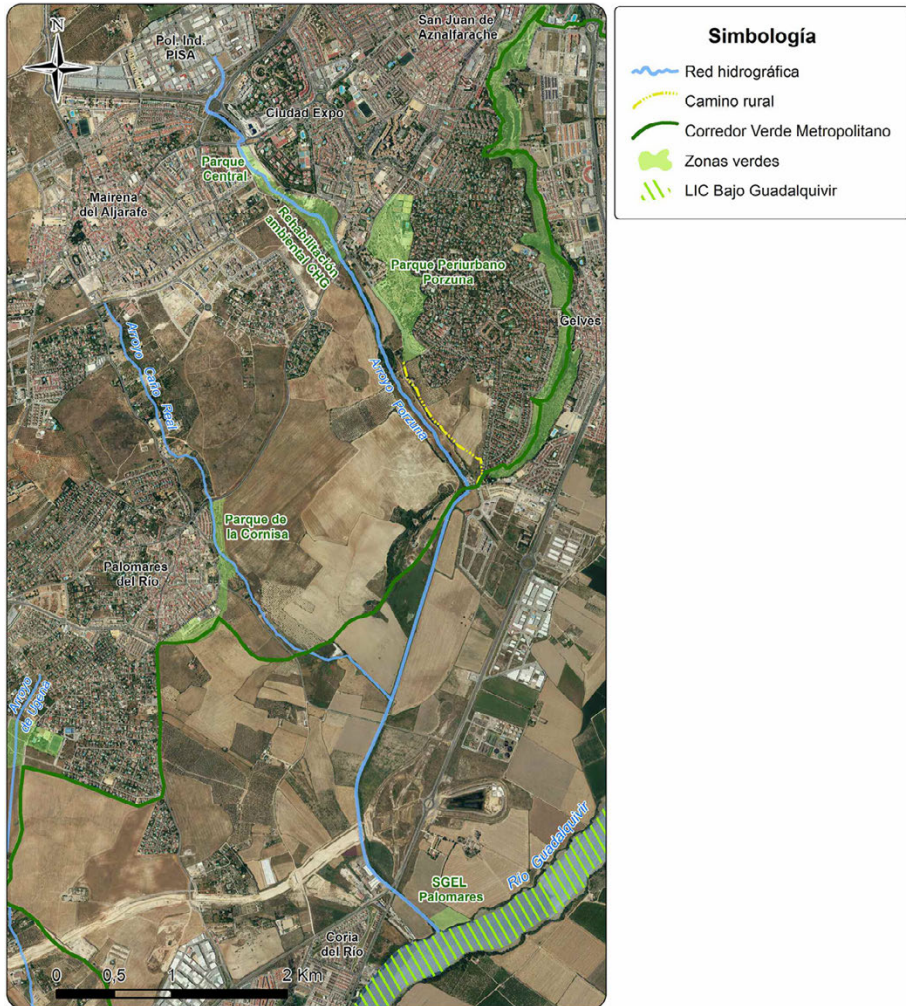 N
San Juan de
Aznalfarache
Pol. Ind.
PISA
Ciudad Expo
Parque
Central
Mairena
del Aljarafe
Rehabilitación
ambiental CHG
Parque Periurbano
Porzuna
Gelves
Arroyo Caño Real
Arroyo Porzuna
Parque de
la Cornisa
Palomares
del Río
Arroyo
de Ugena
Río Guadalquivir
SGEL
Palomares
Coria
del Río
0 0,5 1 2 Km
Simbología
Red hidrográfica
Camino rural
Corredor Verde Metropolitano
Zonas verdes
LIC Bajo Guadalquivir